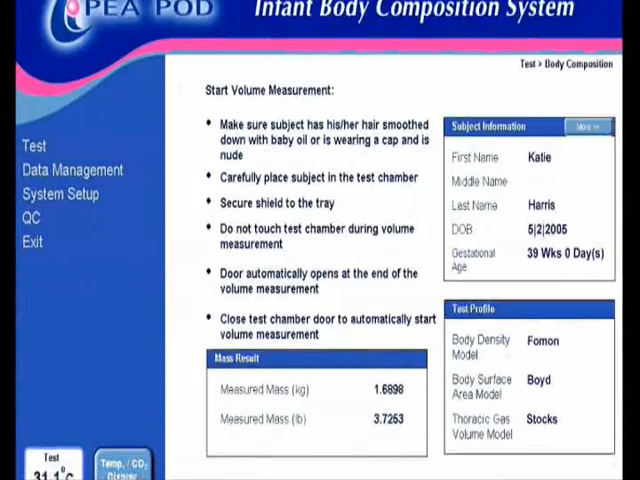 PEA POD
Infant Body Composition System
Test > Body Composition
Start Volume Measurement:
• Make sure subject has his/her hair smoothed
down with baby oil or is wearing a cap and is
nude
• Carefully place subject in the test chamber
• Secure shield to the tray
• Do not touch test chamber during volume
measurement
• Door automatically opens at the end of the
volume measurement
• Close test chamber door to automatically start
volume measurement
Test
Data Management
System Setup
QC
Exit
Subject Information
First Name Katie
Middle Name
Last Name Harris
DOB 5|2|2005
Gestational
Age 39 Wks 0 Day(s)
Test Profile
Body Density
Model Fomon
Body Surface
Area Model Boyd
Thoracic Gas
Volume Model Stocks
Mass Result
Measured Mass (kg) 1.6898
Measured Mass (lb) 3.7253
Test
31.1°C
Temp. / CO2